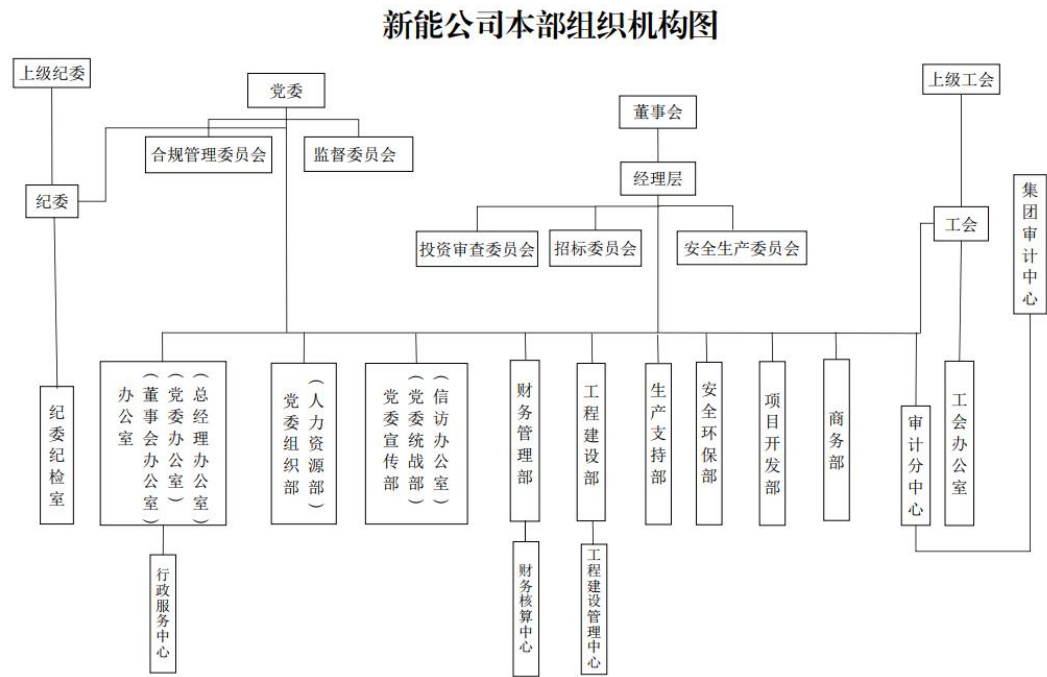 新能公司本部组织机构图
上级纪委
党委
上级工会
董事会
合规管理委员会
监督委员会
经理层
纪委
集团审计中心
工会
投资审查委员会
招标委员会
安全生产委员会
纪委纪检室
办公室
（董事会办公室）
（党委办公室）
（总经理办公室）
党委组织部
（人力资源部）
党委宣传部
（党委统战部）
（信访办公室）
财务管理部
工程建设部
生产支持部
安全环保部
项目开发部
商务部
审计分中心
工会办公室
行政服务中心
财务核算中心
工程建设管理中心